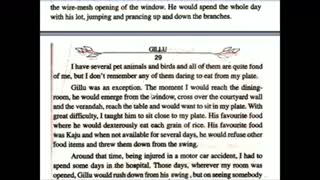 the wire-mesh opening of the window. He would spend the whole day
with his lot, jumping and prancing up and down the branches.
GILLU
29
I have several pet animals and birds and all of them are quite fond
of me, but I don't remember any of them daring to eat from my plate.
Gillu was an exception. The moment I would reach the dining-
room, he would emerge from the window, cross over the courtyard wall
and the verandah, reach the table and would want to sit in my plate. With
great difficulty, I taught him to sit close to my plate. His favourite food
where he would dexterously eat each grain of rice. His favourite food
was Kaju and when not available for several days, he would refuse other
food items and threw them down from the swing.
Around that time, being injured in a motor car accident, I had to
spend some days in the hospital. Those days, wherever my room was
opened, Gillu would rush down from his swing , but on seeing somebody